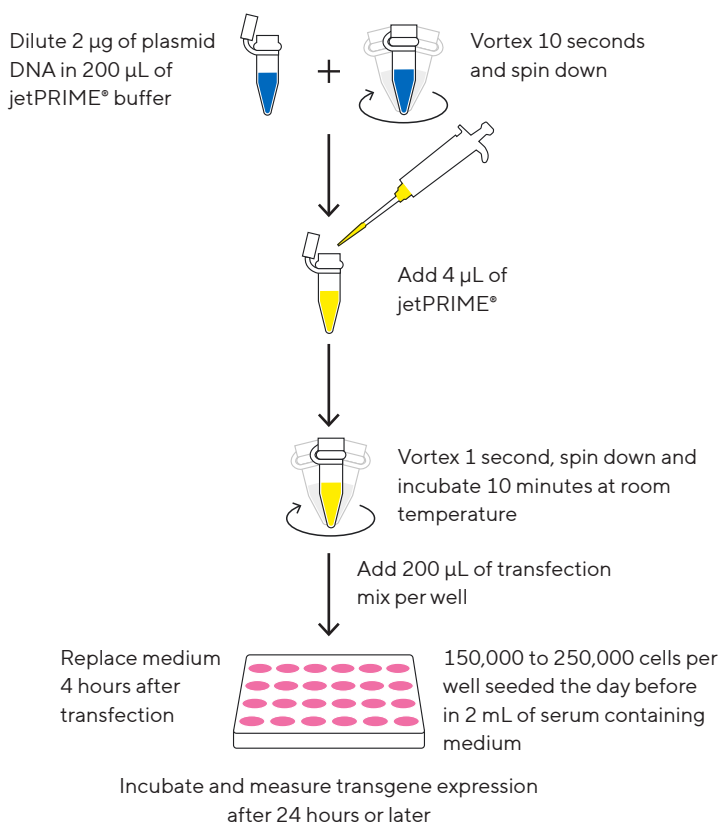 Dilute 2 µg of plasmid
DNA in 200 µL of
jetPRIME® buffer
Vortex 10 seconds
and spin down
Add 4 µL of
jetPRIME®
Vortex 1 second, spin down and
incubate 10 minutes at room
temperature
Add 200 µL of transfection
mix per well
Replace medium
4 hours after
transfection
150,000 to 250,000 cells per
well seeded the day before
in 2 mL of serum containing
medium
Incubate and measure transgene expression
after 24 hours or later